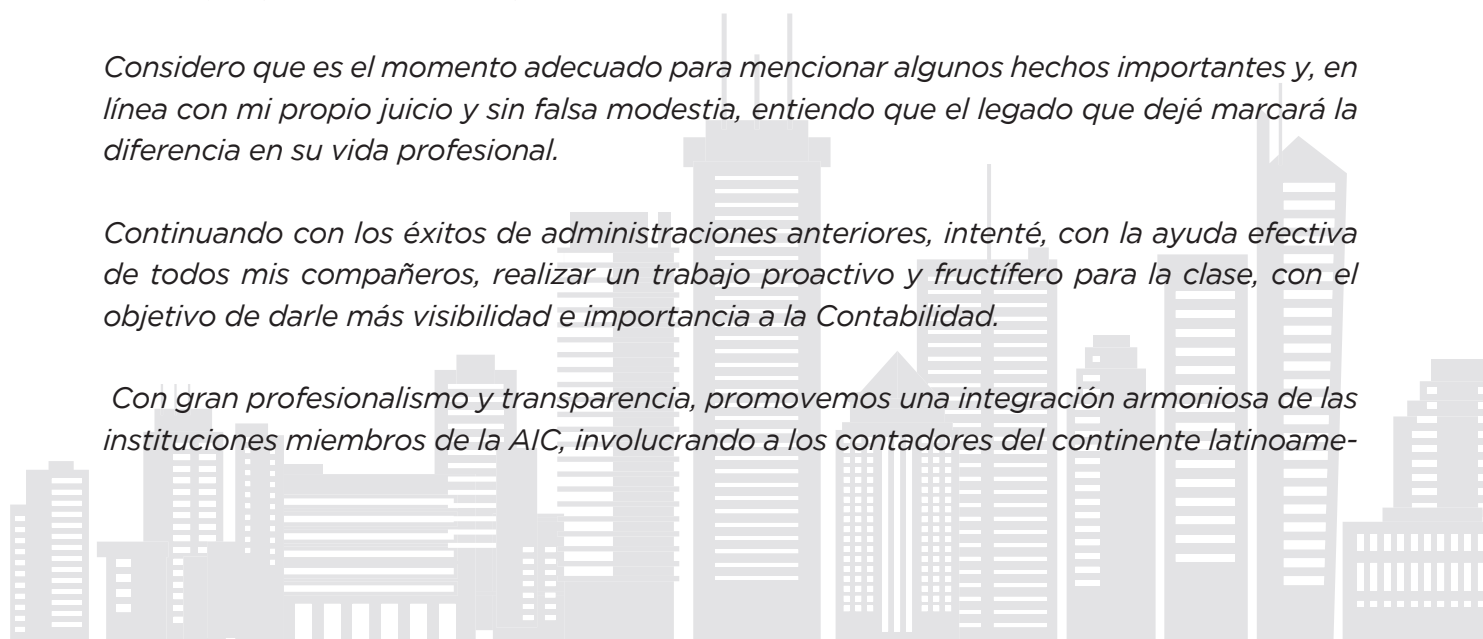 Considero que es el momento adecuado para mencionar algunos hechos importantes y, en
línea con mi propio juicio y sin falsa modestia, entiendo que el legado que dejé marcará la
diferencia en su vida profesional.
Continuando con los éxitos de administraciones anteriores, intenté, con la ayuda efectiva
de todos mis compañeros, realizar un trabajo proactivo y fructífero para la clase, con el
objetivo de darle más visibilidad e importancia a la Contabilidad.
Con gran profesionalismo y transparencia, promovemos una integración armoniosa de las
instituciones miembros de la AIC, involucrando a los contadores del continente latinoame-